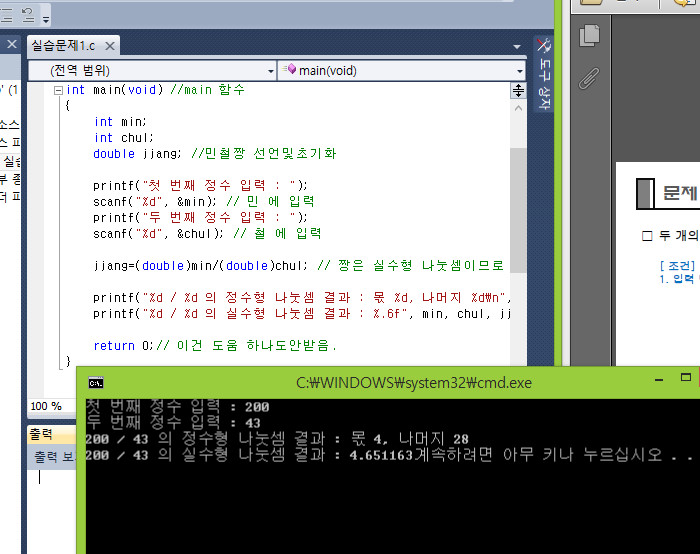 실습문제1.c
(전역 범위)
main(void)
도구 상자
int main(void) //main 함수
{
int min;
int chul;
double jjang; //민철짱 선언및초기화
printf("첫 번째 정수 입력 : ");
scanf("%d", &min); // 민 에 입력
printf("두 번째 정수 입력 : ");
scanf("%d", &chul); // 철 에 입력
jjang=(double)min/(double)chul; // 짱은 실수형 나눗셈이므로
printf("%d / %d 의 정수형 나눗셈 결과 : 몫 %d, 나머지 %d₩n",
printf("%d / %d 의 실수형 나눗셈 결과 : %.6f", min, chul, jj
return 0;// 이건 도움 하나도안받음.
}
100 %
출력
출력 보
C:₩WINDOWS₩system32₩cmd.exe
첫 번째 정수 입력 : 200
두 번째 정수 입력 : 43
200 / 43 의 정수형 나눗셈 결과 : 몫 4, 나머지 28
200 / 43 의 실수형 나눗셈 결과 : 4.651163계속하려면 아무 키나 누르십시오 . .
문제
□ 두 개의
[ 조건]
1. 입력